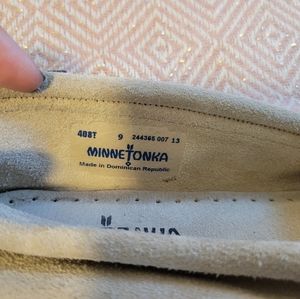 408T 9 244365 007 13
MINNETONKA
Made in Dominican Republic